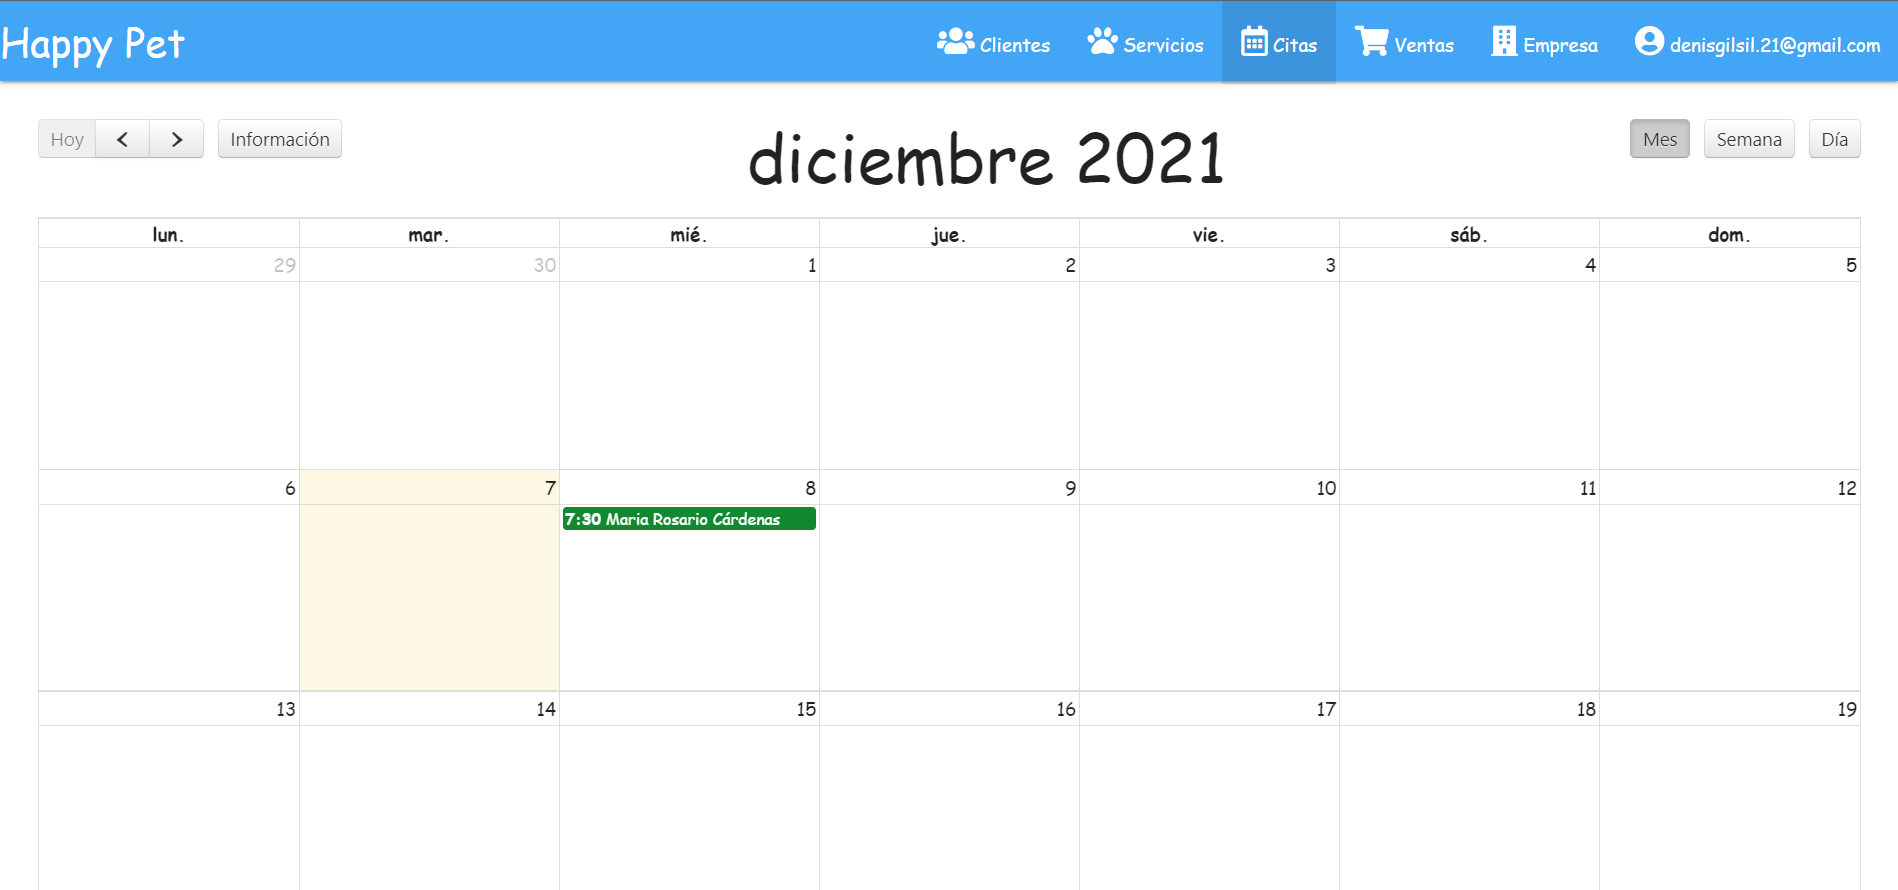 Happy Pet
Clientes Servicios Citas Ventas Empresa denisgilsil.21@gmail.com
Hoy Información
diciembre 2021
Mes Semana Día
lun. mar. mié. jue. vie. sáb. dom.
29 30 1 2 3 4 5
6 7 8 9 10 11 12
7:30 Maria Rosario Cárdenas
13 14 15 16 17 18 19